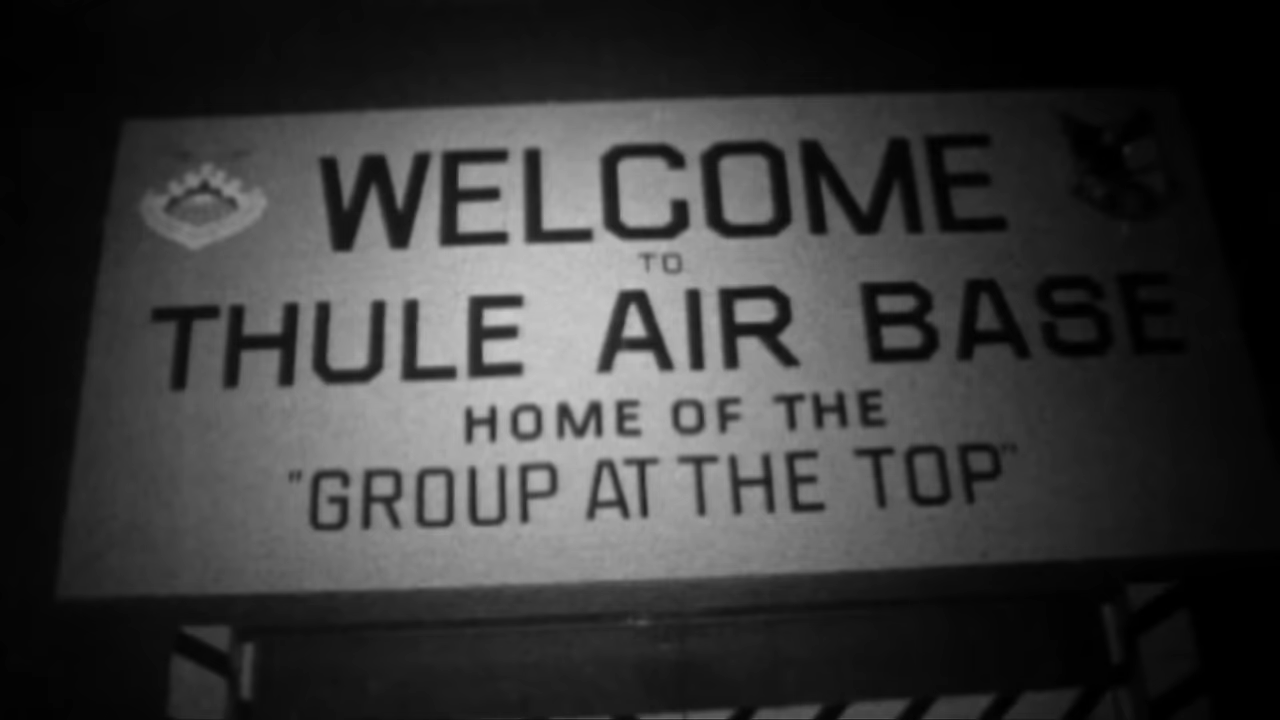 WELCOME
TO
THULE AIR BASE
HOME OF THE
"GROUP AT THE TOP"